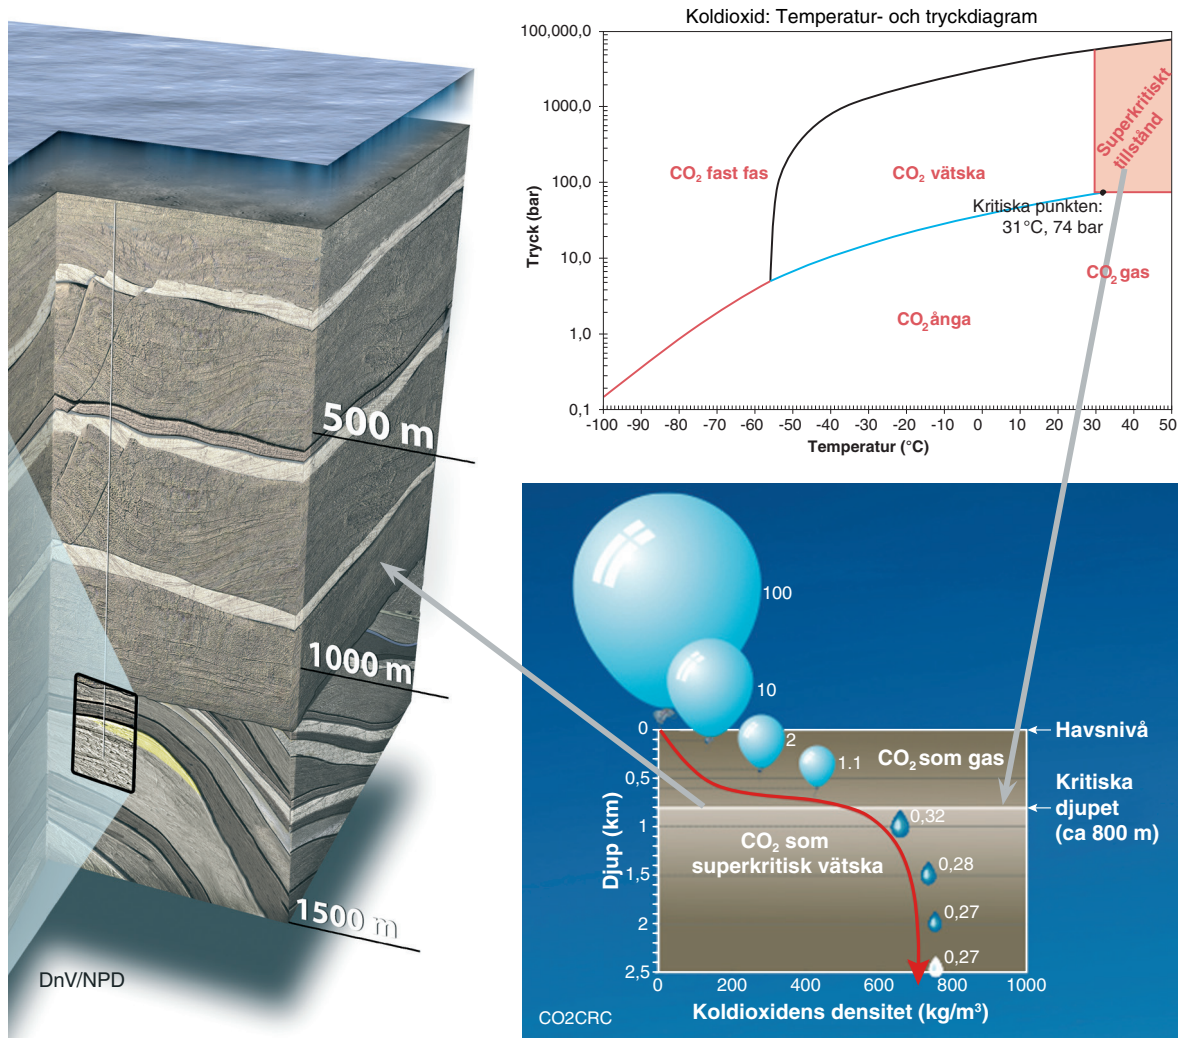 500 m
1000 m
1500 m
DnV/NPD
Koldioxid: Temperatur- och tryckdiagram
100,000,0
1000,0
100,0
10,0
1,0
0,1
Tryck (bar)
CO2 fast fas
CO2 vätska
Superkritiskt
tillstånd
Kritiska punkten:
31°C, 74 bar
CO2 gas
CO2 ånga
-100 -90 -80 -70 -60 -50 -40 -30 -20 -10 0 10 20 30 40 50
Temperatur (°C)
100
10
2
1.1
0,32
0,28
0,27
0,27
CO2 som gas
CO2 som
superkritisk vätska
Havsnivå
Kritiska
djupet
(ca 800 m)
0
0,5
1
1,5
2
2,5
Djup (km)
0 200 400 600 800 1000
Koldioxidens densitet (kg/m³)
CO2CRC